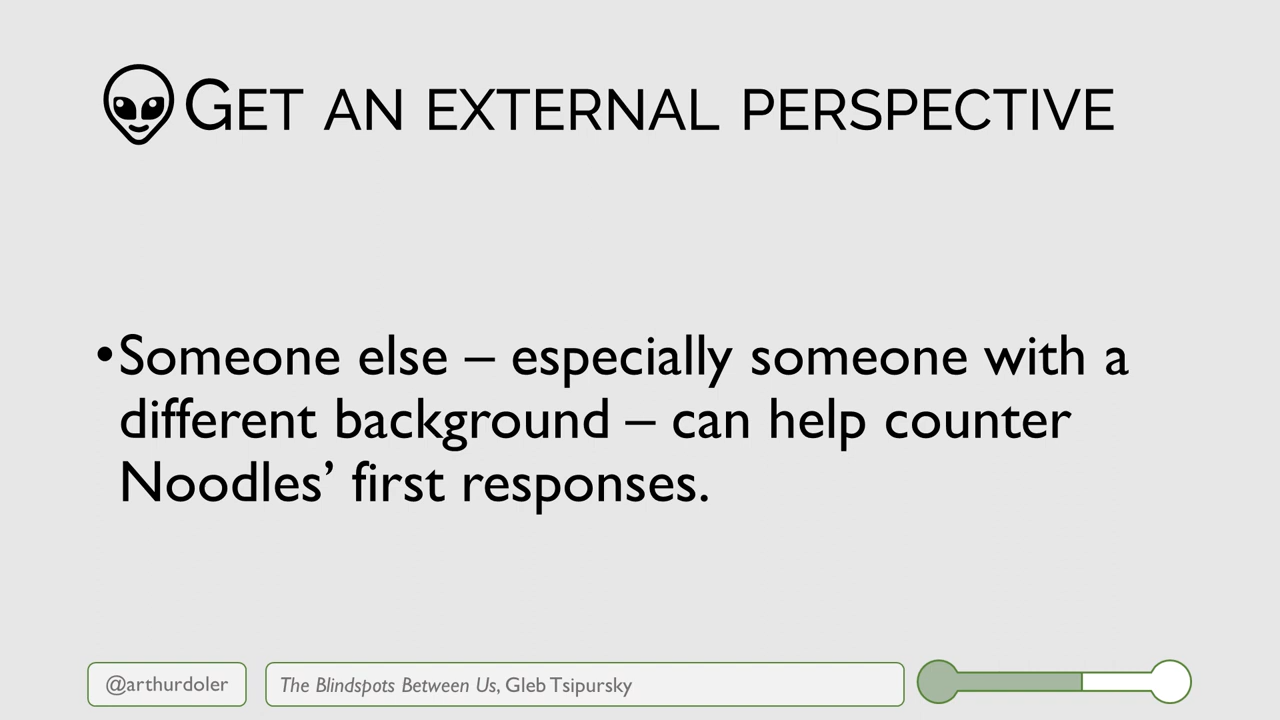 GET AN EXTERNAL PERSPECTIVE
•Someone else – especially someone with a
different background – can help counter
Noodles’ first responses.
@arthurdoler
The Blindspots Between Us, Gleb Tsipursky